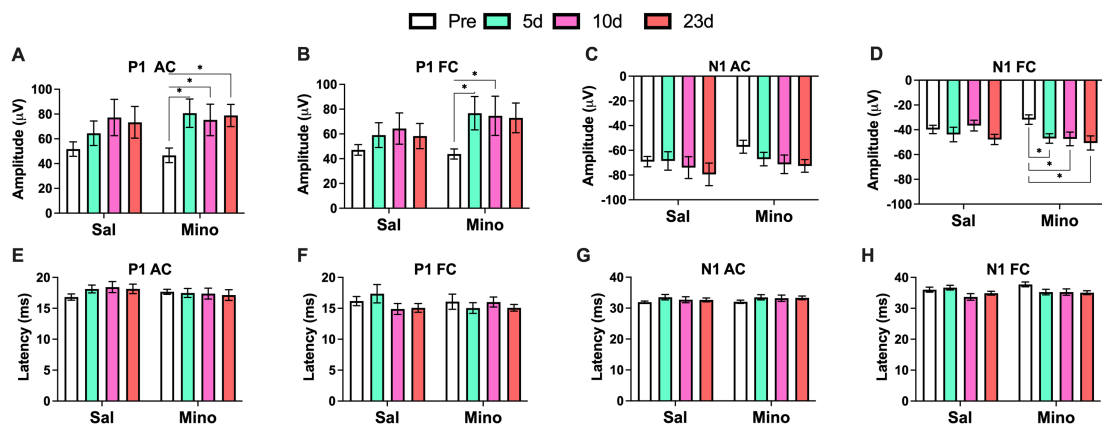 Pre 5d 10d 23d
A P1 AC
Amplitude (µV)
100
80
60
40
20
0
* * *
Sal Mino
B P1 FC
Amplitude (µV)
100
80
60
40
20
0
* *
Sal Mino
C N1 AC
Amplitude (µV)
0
-20
-40
-60
-80
-100
Sal Mino
D N1 FC
Amplitude (µV)
0
-20
-40
-60
-80
-100
* * *
Sal Mino
E P1 AC
Latency (ms)
20
15
10
5
0
Sal Mino
F P1 FC
Latency (ms)
20
15
10
5
0
Sal Mino
G N1 AC
Latency (ms)
40
30
20
10
0
Sal Mino
H N1 FC
Latency (ms)
40
30
20
10
0
Sal Mino